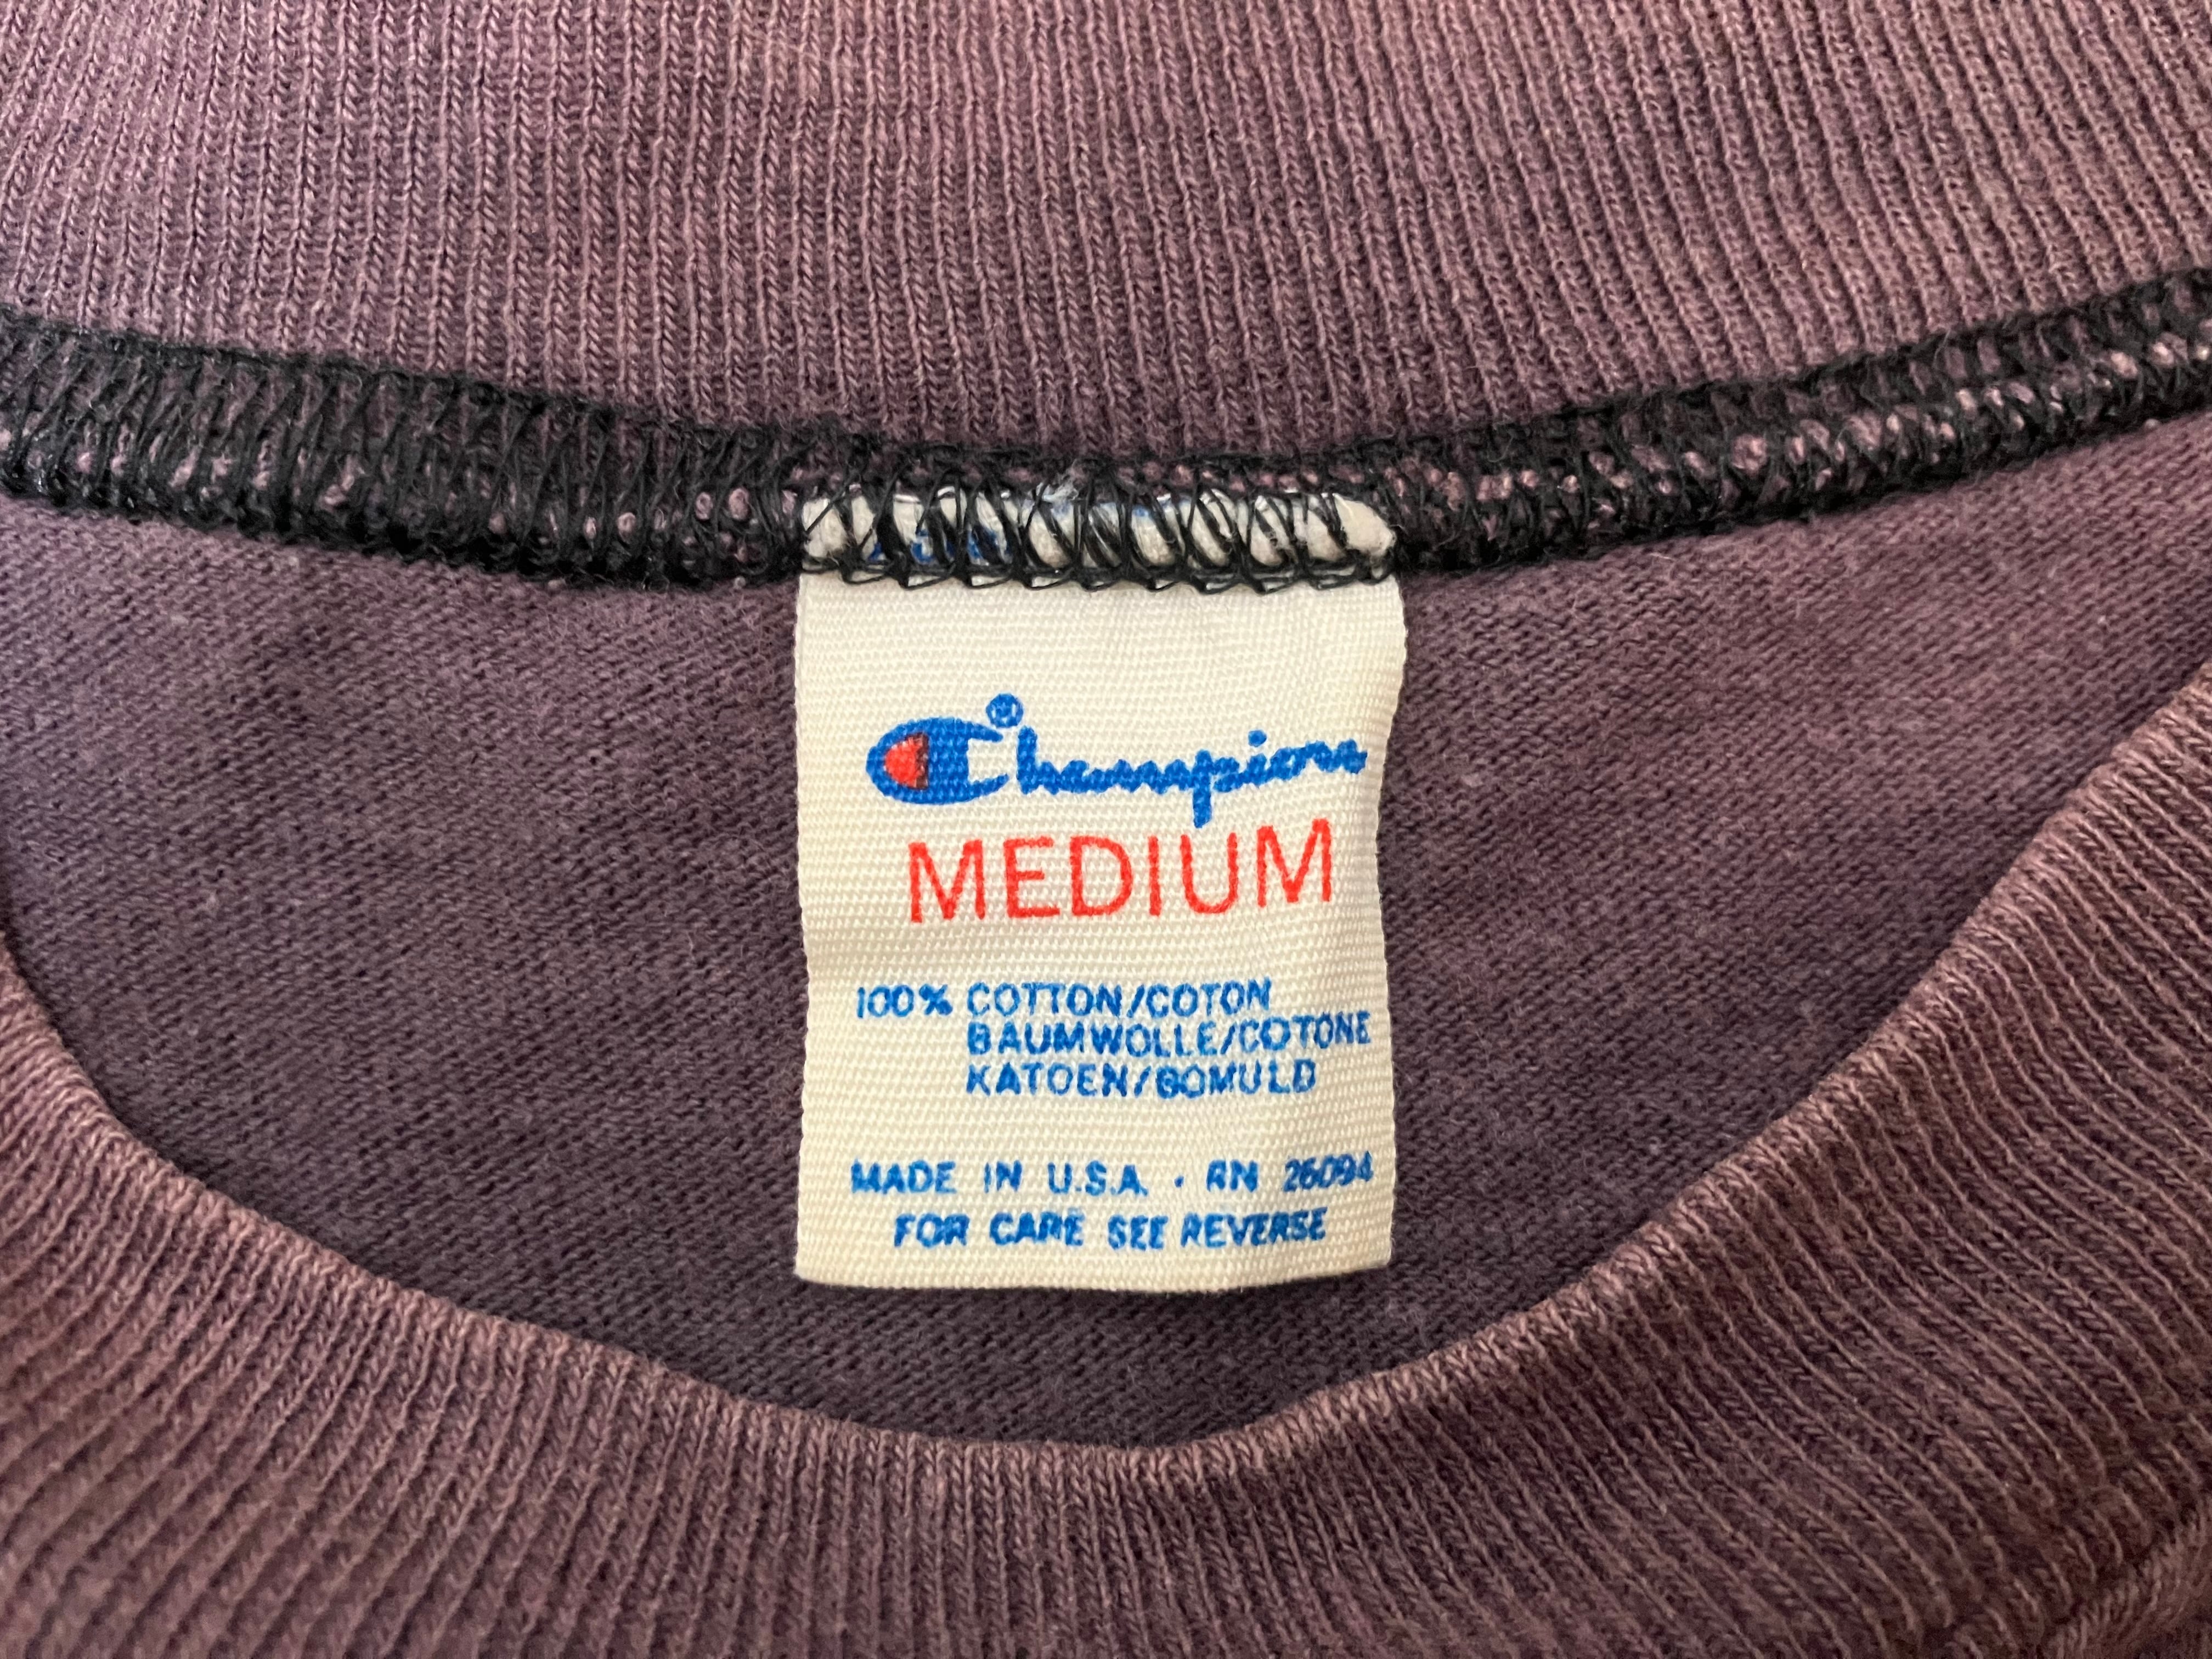 Champion®
MEDIUM
100% COTTON/COTON
BAUMWOLLE/COTONE
KATOEN/BOMULD
MADE IN U.S.A. · RN 26094
FOR CARE SEE REVERSE